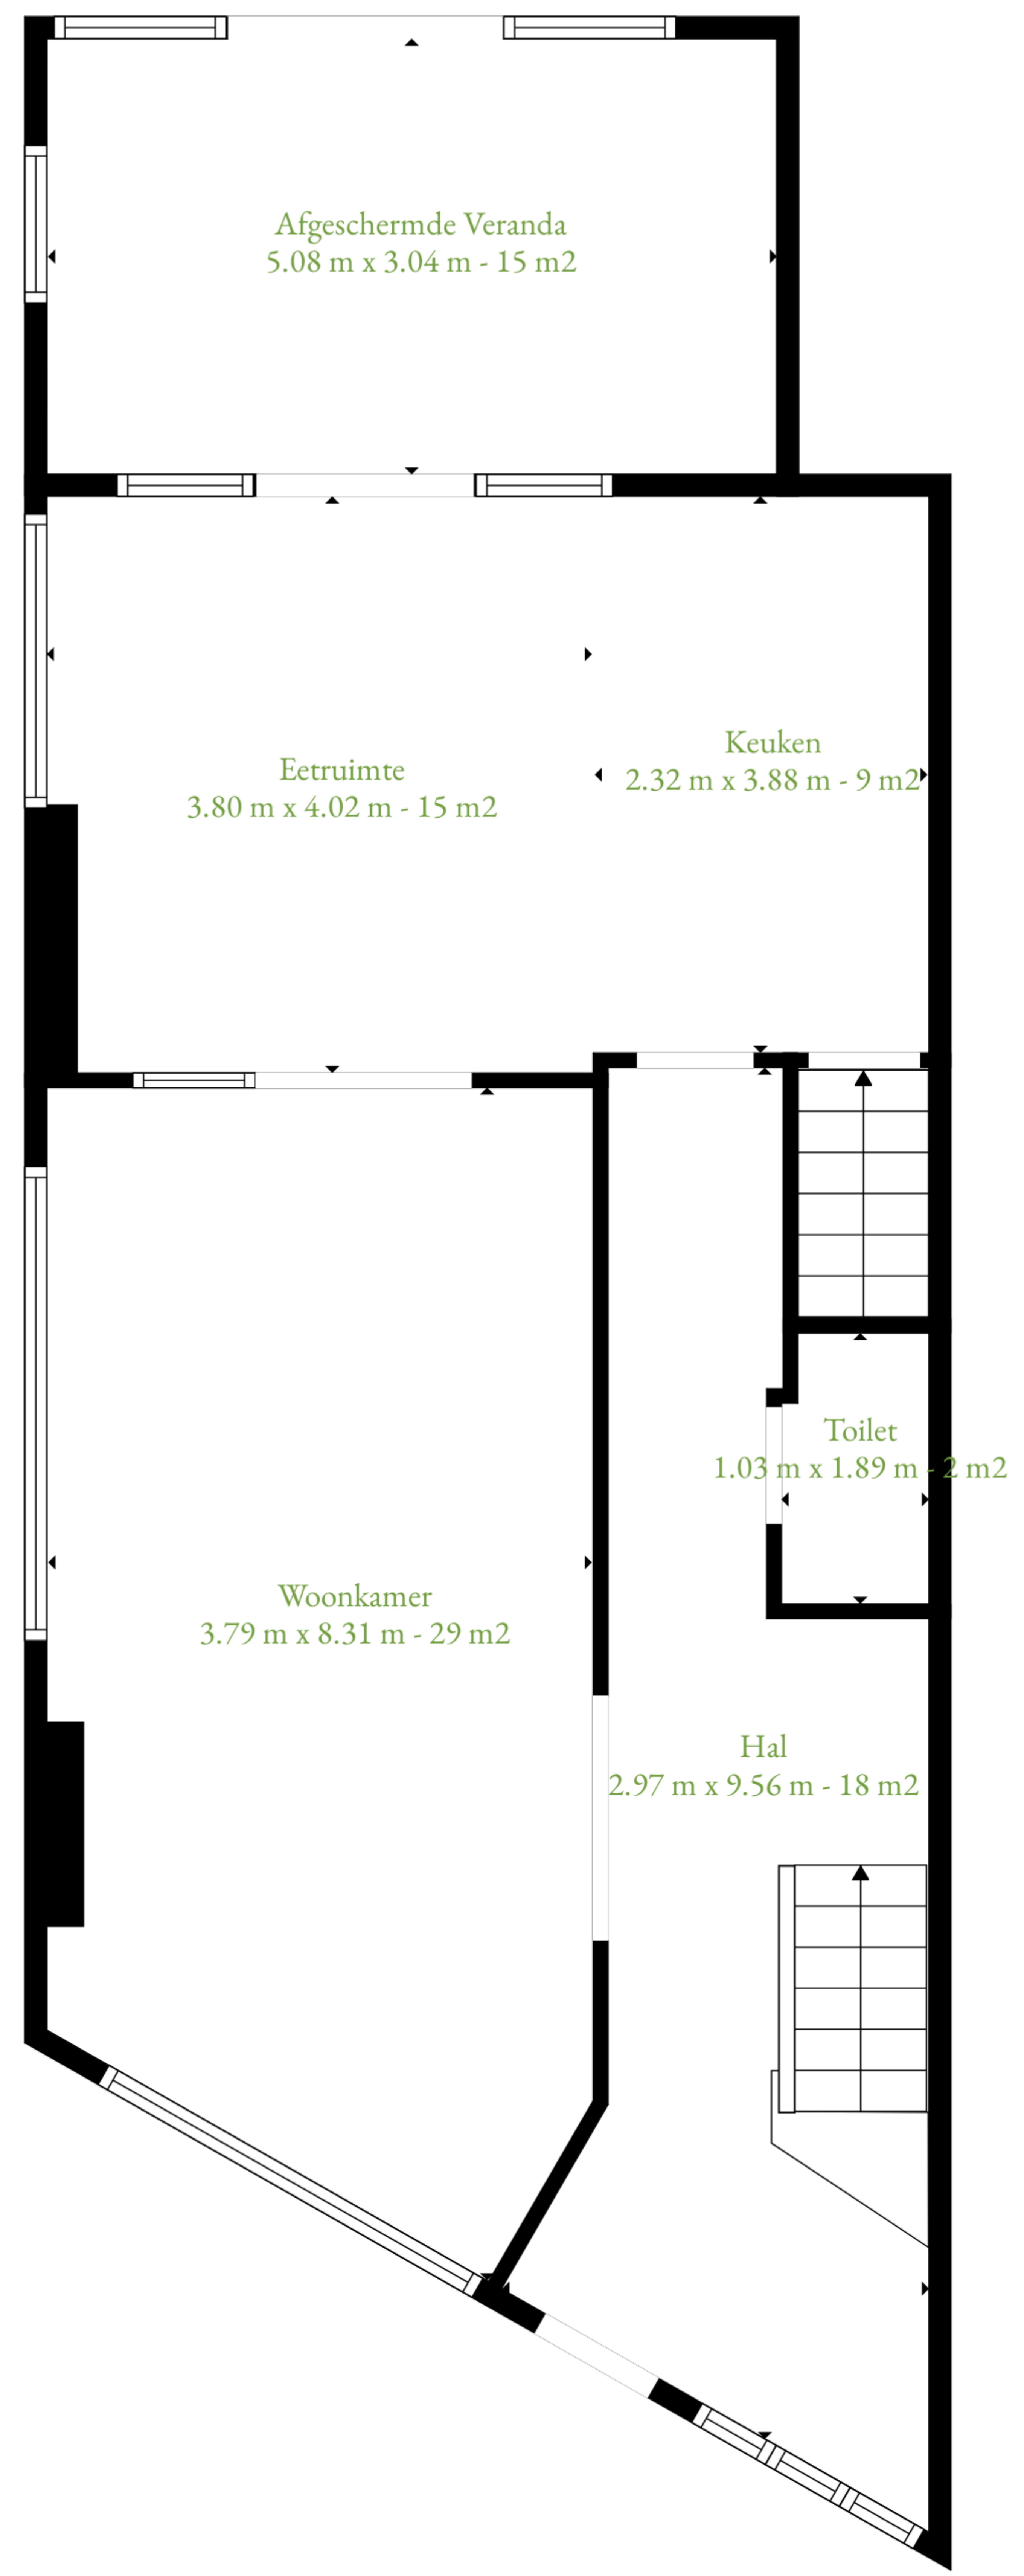 Afgeschermde Veranda
5.08 m x 3.04 m - 15 m2
Keuken
2.32 m x 3.88 m - 9 m2
Eetruimte
3.80 m x 4.02 m - 15 m2
Toilet
1.03 m x 1.89 m - 2 m2
Woonkamer
3.79 m x 8.31 m - 29 m2
Hal
2.97 m x 9.56 m - 18 m2